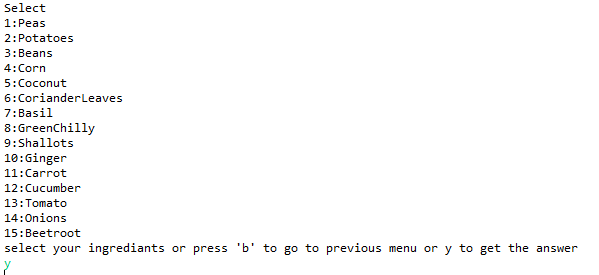 Select
1:Peas
2:Potatoes
3:Beans
4:Corn
5:Coconut
6:CorianderLeaves
7:Basil
8:GreenChilly
9:Shallots
10:Ginger
11:Carrot
12:Cucumber
13:Tomato
14:Onions
15:Beetroot
select your ingrediants or press 'b' to go to previous menu or y to get the answer
y